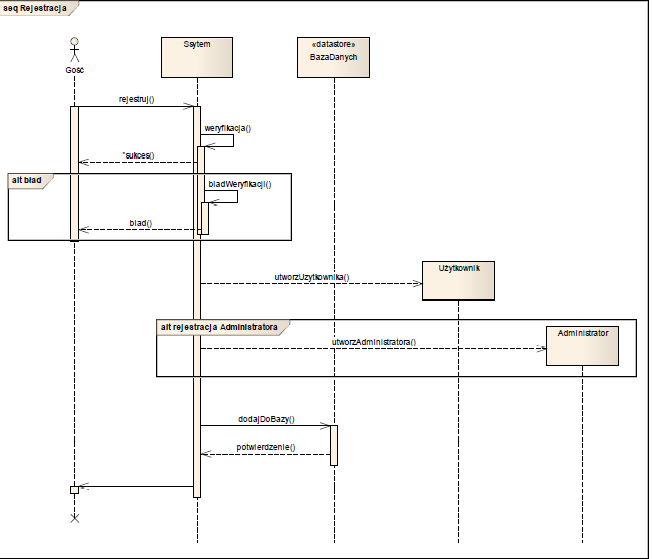 seq Rejestracja
Gość
Ssytem
«datastore»
BazaDanych
rejestruj()
weryfikacja()
"sukces()
alt blad
bladWeryfikacji()
blad()
utworzUzytkownika()
Użytkownik
alt rejestracja Administratora
Administrator
utworzAdministratora()
dodajDoBazy()
potwierdzenie()